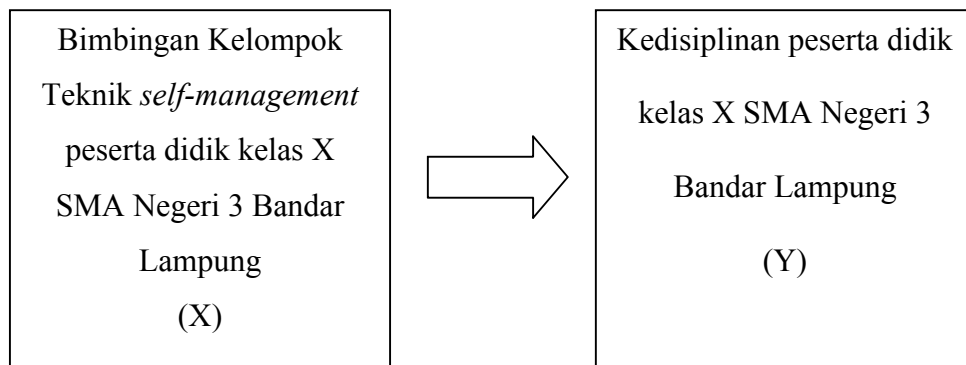 Bimbingan Kelompok
Teknik self-management
peserta didik kelas X
SMA Negeri 3 Bandar
Lampung
(X)
Kedisiplinan peserta didik
kelas X SMA Negeri 3
Bandar Lampung
(Y)